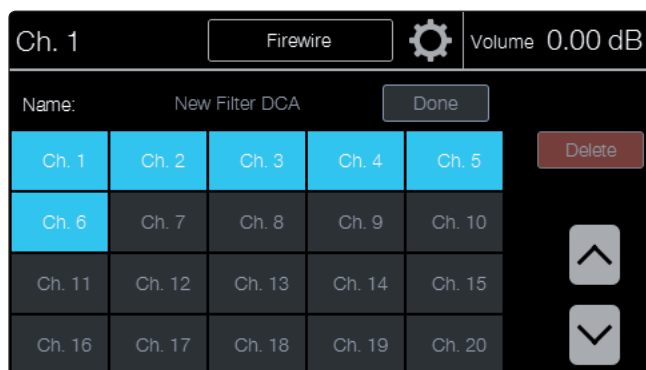 Ch. 1 Firewire Volume 0.00 dB
Name: New Filter DCA Done
Ch. 1 Ch. 2 Ch. 3 Ch. 4 Ch. 5 Delete
Ch. 6 Ch. 7 Ch. 8 Ch. 9 Ch. 10
Ch. 11 Ch. 12 Ch. 13 Ch. 14 Ch. 15
Ch. 16 Ch. 17 Ch. 18 Ch. 19 Ch. 20